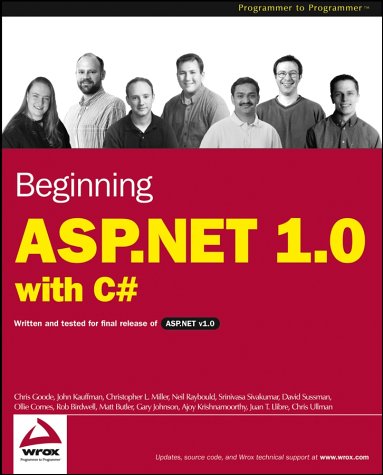 Programmer to Programmer™
Beginning
ASP.NET 1.0
with C#
Written and tested for final release of ASP.NET v1.0
Chris Goode, John Kauffman, Christopher L. Miller, Neil Raybould, Srinivasa Sivakumar, David Sussman,
Ollie Cornes, Rob Birdwell, Matt Butler, Gary Johnson, Ajoy Krishnamoorthy, Juan T. Llibre, Chris Ullman
wrox
Programmer to Programmer
Updates, source code, and Wrox technical support at www.wrox.com